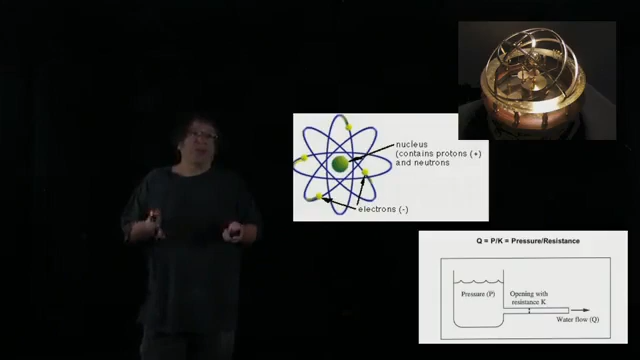 nucleus
(contains protons (+)
and neutrons
electrons (-)
Q = P/K = Pressure/Resistance
Pressure (P)
Opening with
resistance K
Water flow (Q)